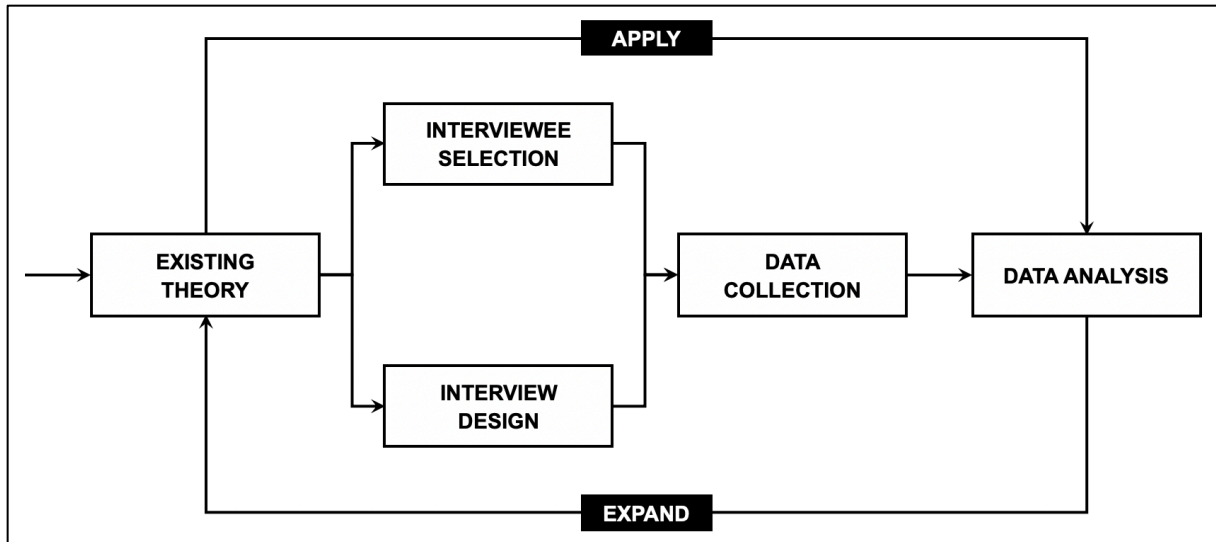 APPLY
INTERVIEWEE
SELECTION
EXISTING
THEORY
DATA
COLLECTION
DATA ANALYSIS
INTERVIEW
DESIGN
EXPAND